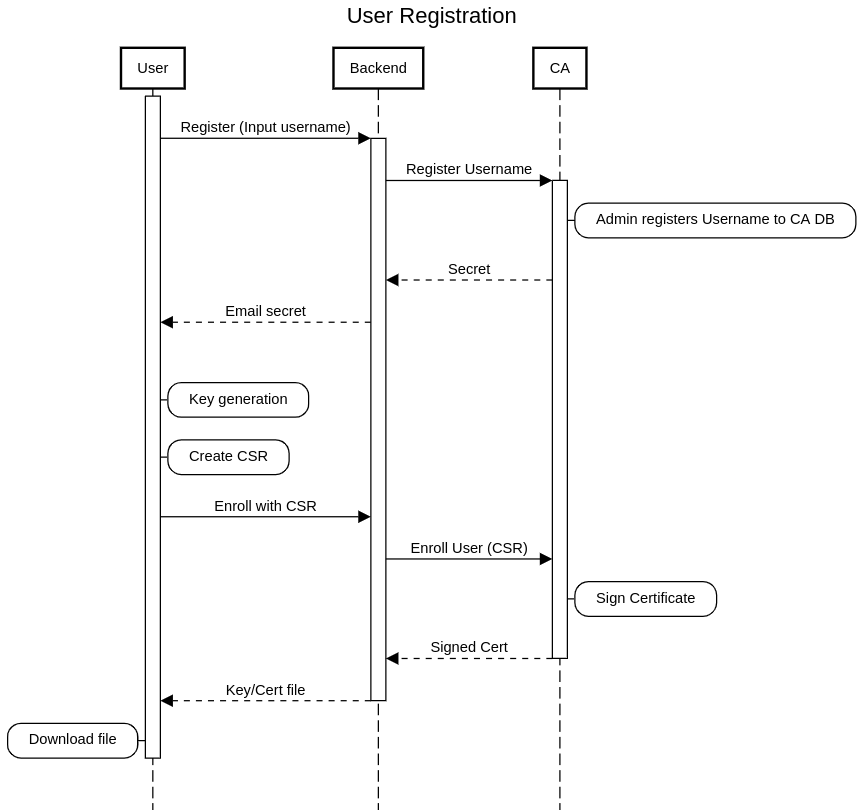 User Registration
User
Backend
CA
Register (Input username)
Register Username
Admin registers Username to CA DB
Secret
Email secret
Key generation
Create CSR
Enroll with CSR
Enroll User (CSR)
Sign Certificate
Signed Cert
Key/Cert file
Download file